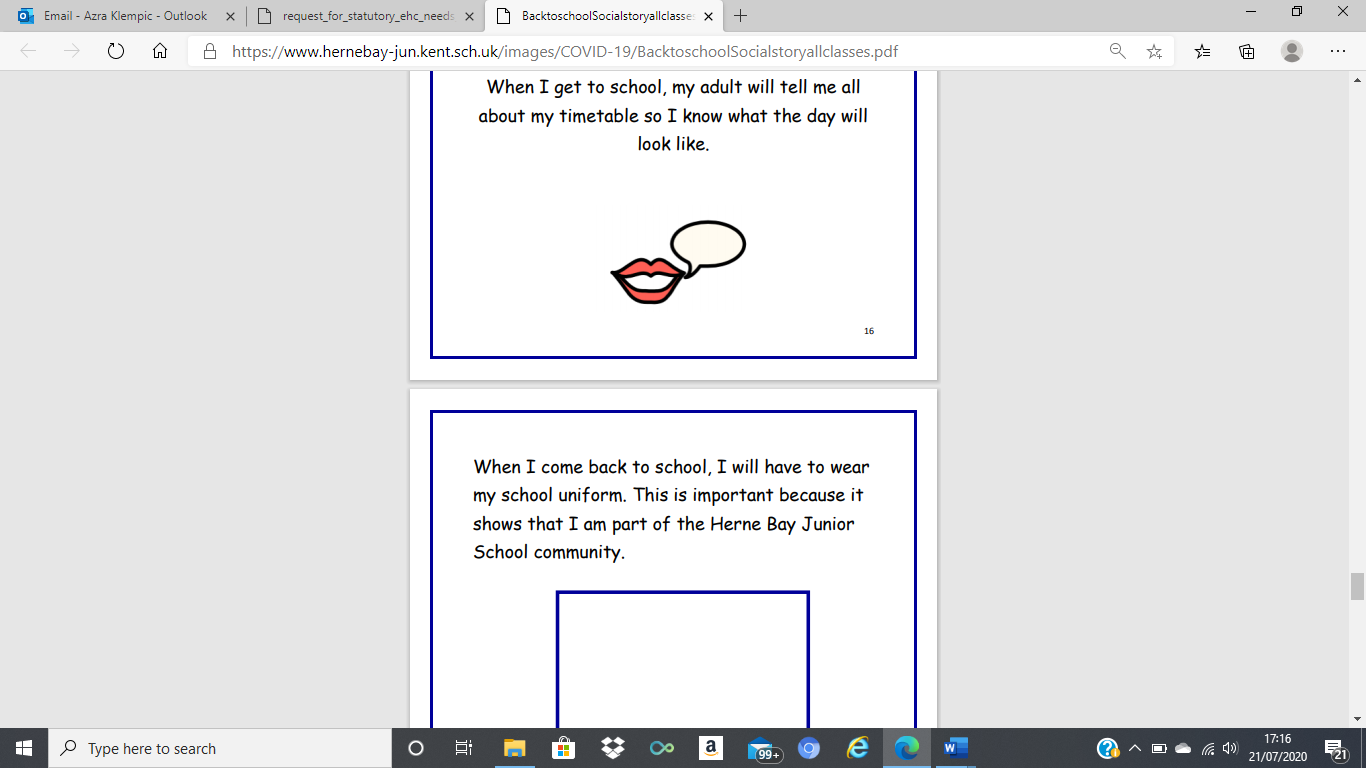 Email - Azra Klempic - Outlook
request_for_statutory_ehc_needs
BacktoschoolSocialstoryallclasses
https://www.hernebay-jun.kent.sch.uk/images/COVID-19/BacktoschoolSocialstoryallclasses.pdf
When I get to school, my adult will tell me all
about my timetable so I know what the day will
look like.
16
When I come back to school, I will have to wear
my school uniform. This is important because it
shows that I am part of the Herne Bay Junior
School community.
Type here to search
a
99+
W
17:16
21/07/2020
21